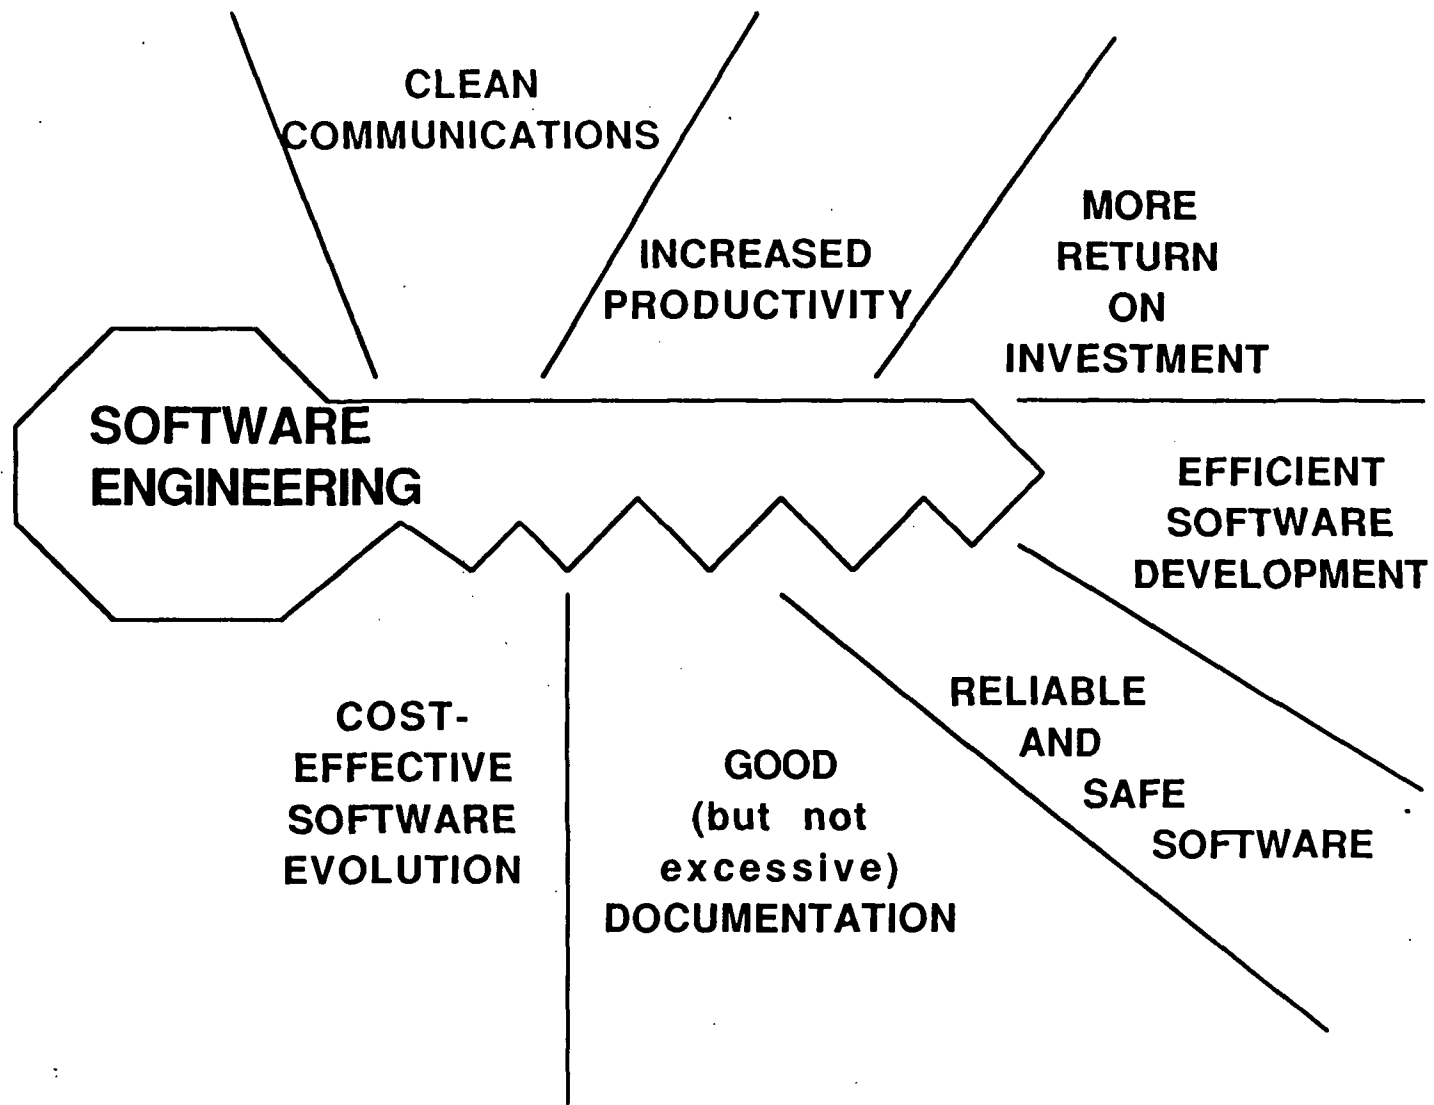 CLEAN
COMMUNICATIONS
INCREASED
PRODUCTIVITY
MORE
RETURN
ON
INVESTMENT
SOFTWARE
ENGINEERING
EFFICIENT
SOFTWARE
DEVELOPMENT
RELIABLE
AND
SAFE
SOFTWARE
COST-
EFFECTIVE
SOFTWARE
EVOLUTION
GOOD
(but not
excessive)
DOCUMENTATION